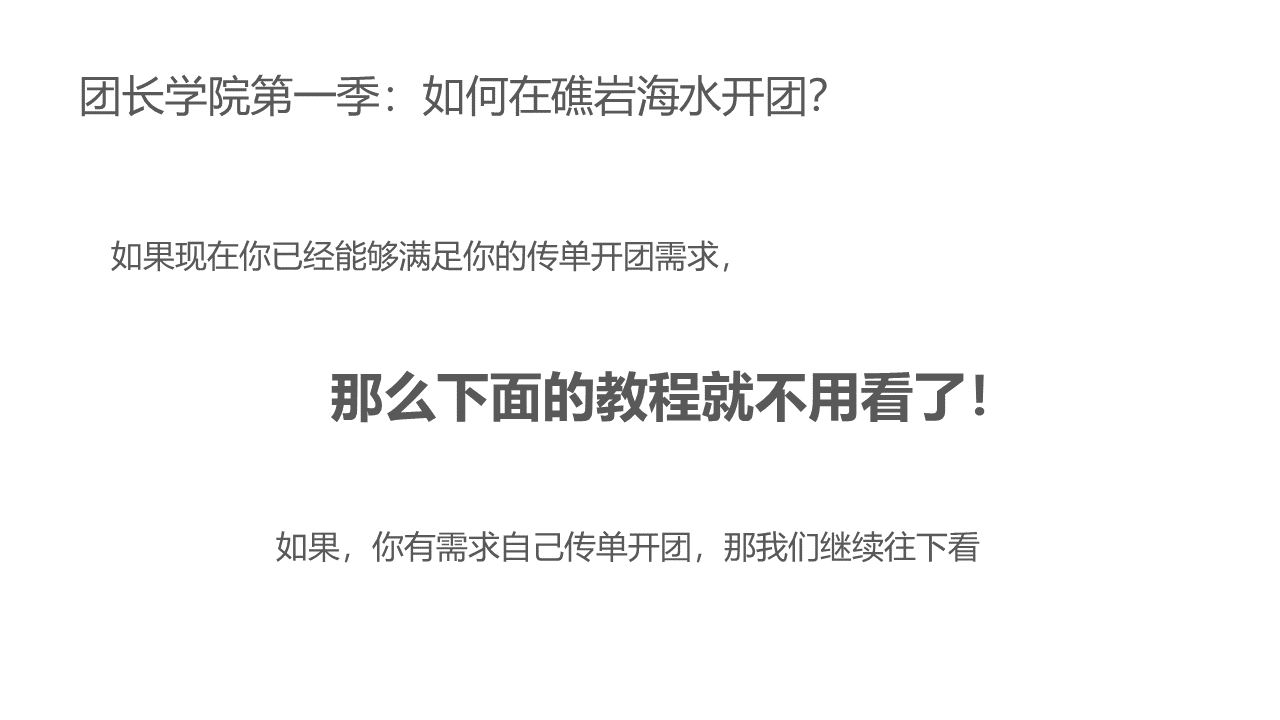 团长学院第一季：如何在礁岩海水开团？
如果现在你已经能够满足你的传单开团需求，
那么下面的教程就不用看了！
如果，你有需求自己传单开团，那我们继续往下看